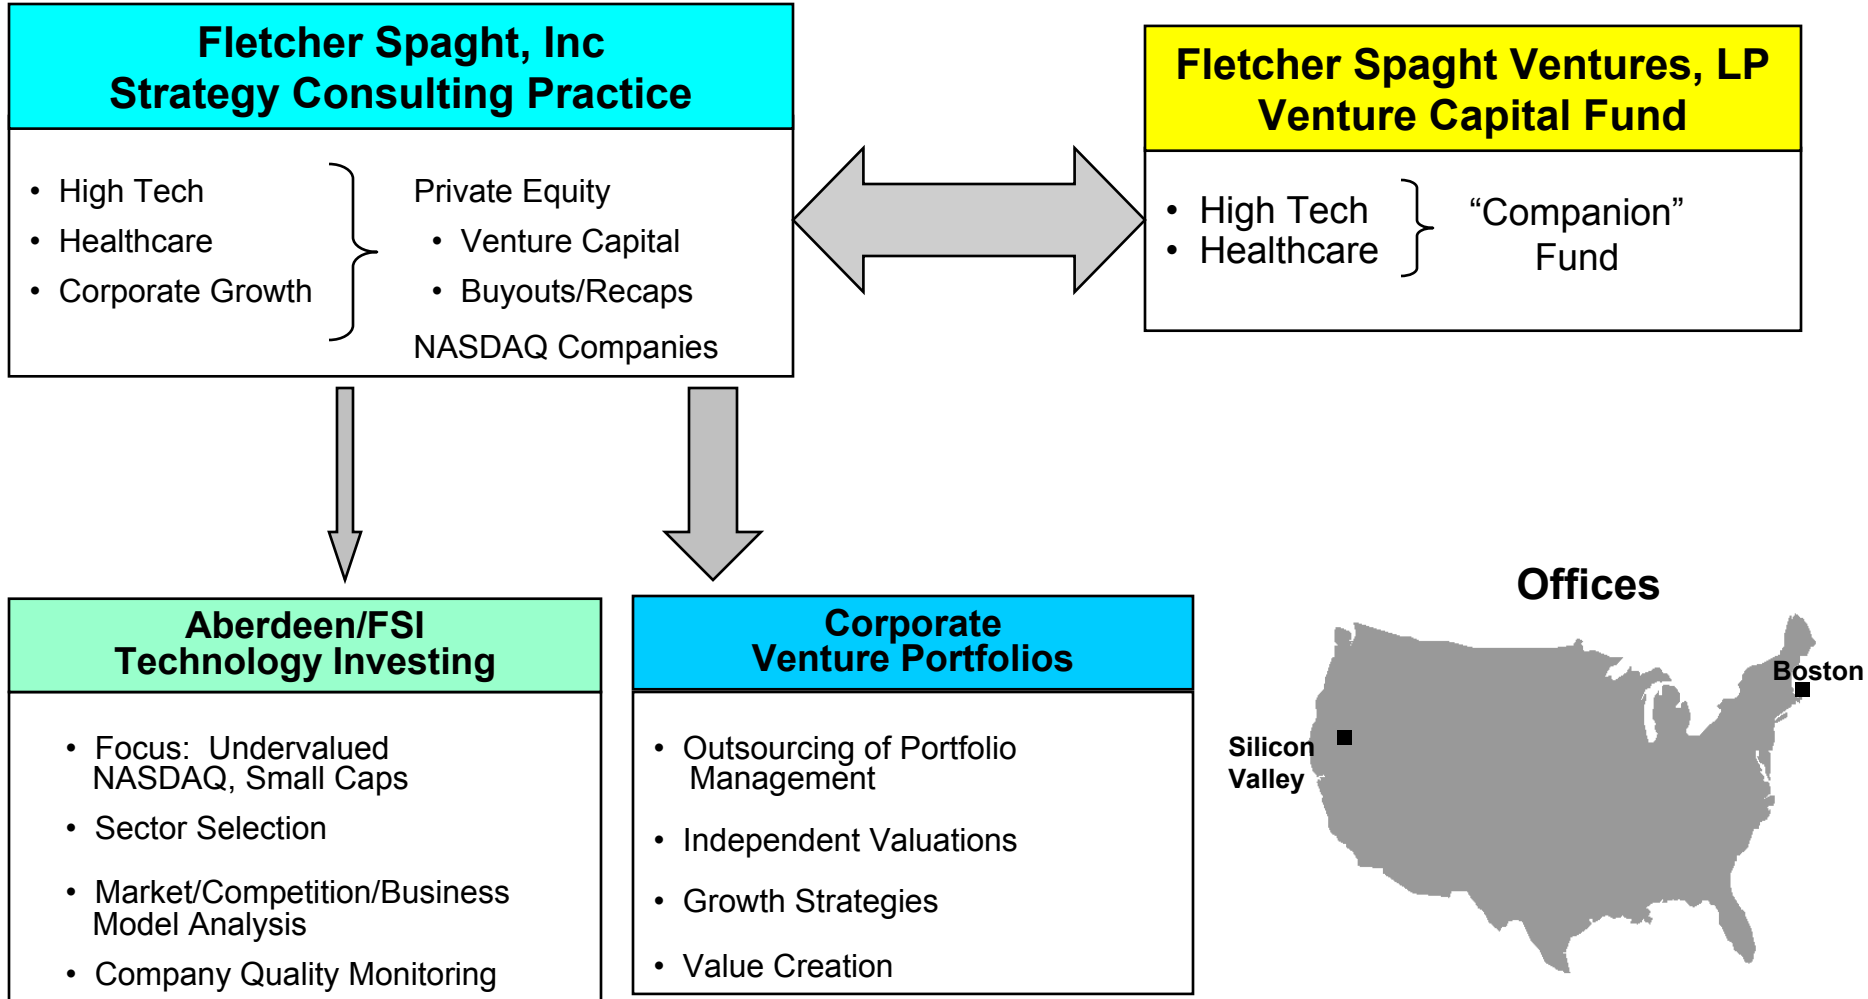 Fletcher Spaght, Inc
Strategy Consulting Practice
• High Tech
• Healthcare
• Corporate Growth
Private Equity
• Venture Capital
• Buyouts/Recaps
NASDAQ Companies
Fletcher Spaght Ventures, LP
Venture Capital Fund
• High Tech
• Healthcare
“Companion”
Fund
Aberdeen/FSI
Technology Investing
• Focus: Undervalued
NASDAQ, Small Caps
• Sector Selection
• Market/Competition/Business
Model Analysis
• Company Quality Monitoring
Corporate
Venture Portfolios
• Outsourcing of Portfolio
Management
• Independent Valuations
• Growth Strategies
• Value Creation
Offices
Boston
Silicon
Valley